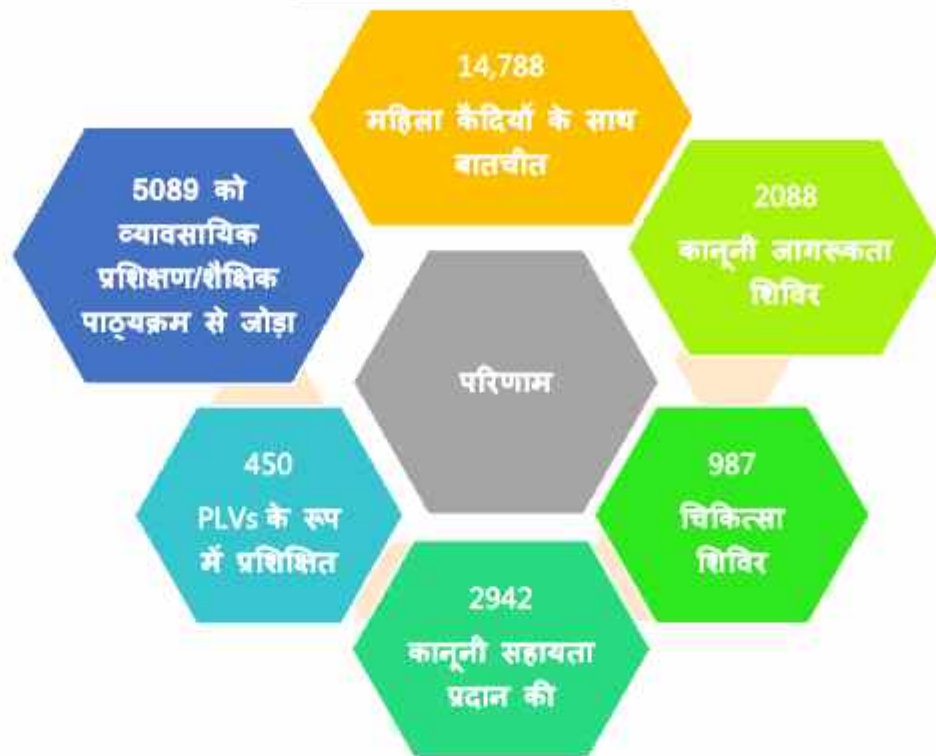 14,788
महिला कैदियों के साथ
बातचीत
2088
कानूनी जागरूकता
शिविर
987
चिकित्सा
शिविर
2942
कानूनी सहायता
प्रदान की
450
PLVs के रूप
में प्रशिक्षित
5089 को
व्यावसायिक
प्रशिक्षण/शैक्षिक
पाठ्यक्रम से जोड़ा
परिणाम